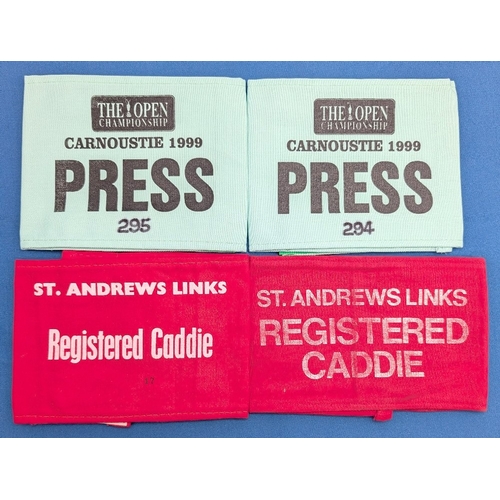 THE OPEN
CHAMPIONSHIP
CARNOUSTIE 1999
PRESS
295
THE OPEN
CHAMPIONSHIP
CARNOUSTIE 1999
PRESS
294
ST. ANDREWS LINKS
Registered Caddie
ST. ANDREWS LINKS
REGISTERED
CADDIE